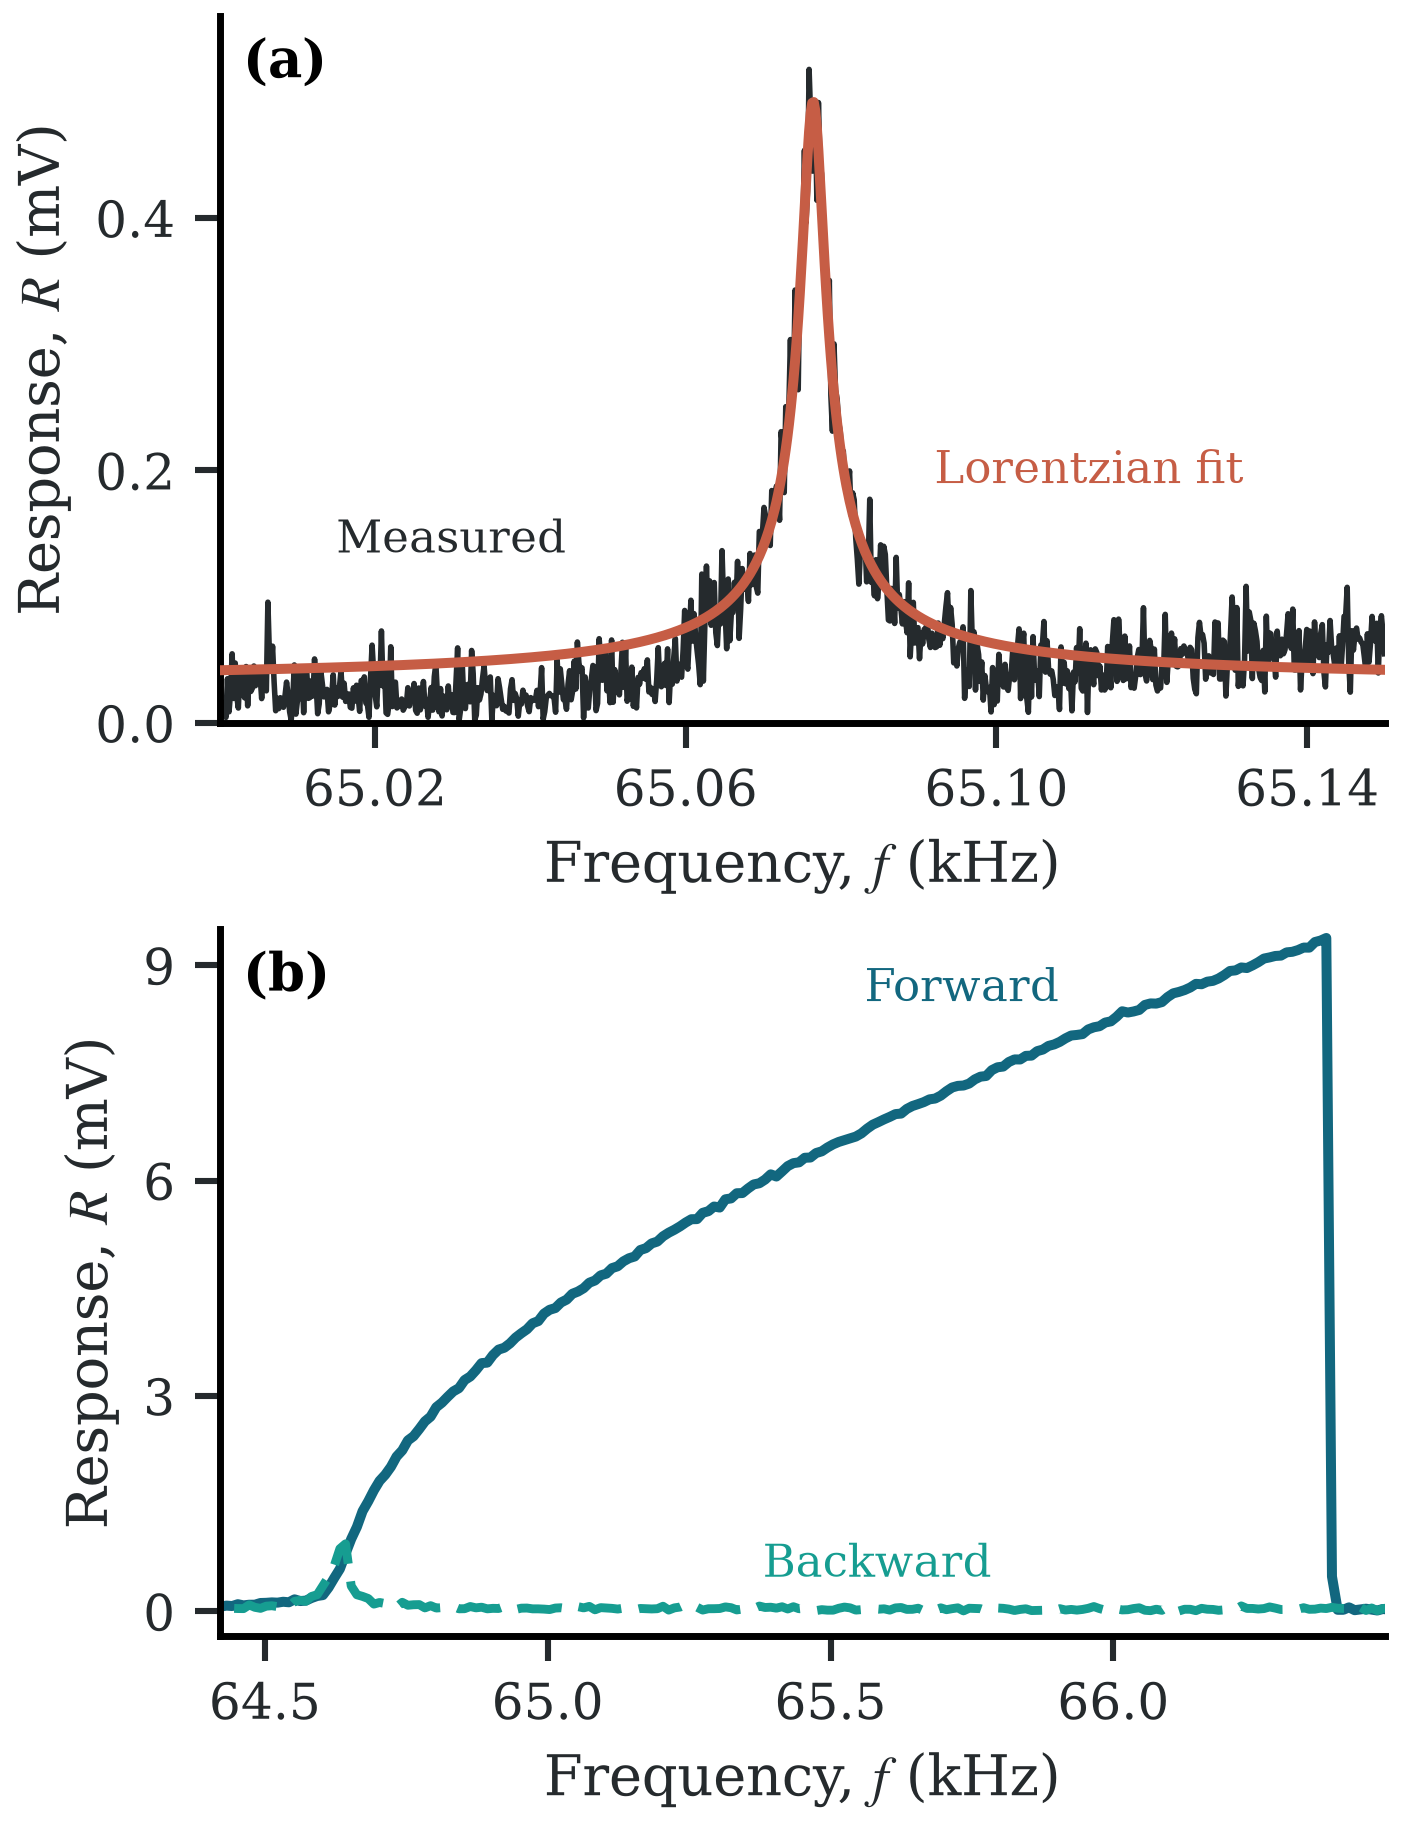 (a)
Response, R (mV)
0.4
0.2
0.0
Measured
Lorentzian fit
65.02
65.06
65.10
65.14
Frequency, f (kHz)
(b)
Response, R (mV)
9
6
3
0
Forward
Backward
64.5
65.0
65.5
66.0
Frequency, f (kHz)